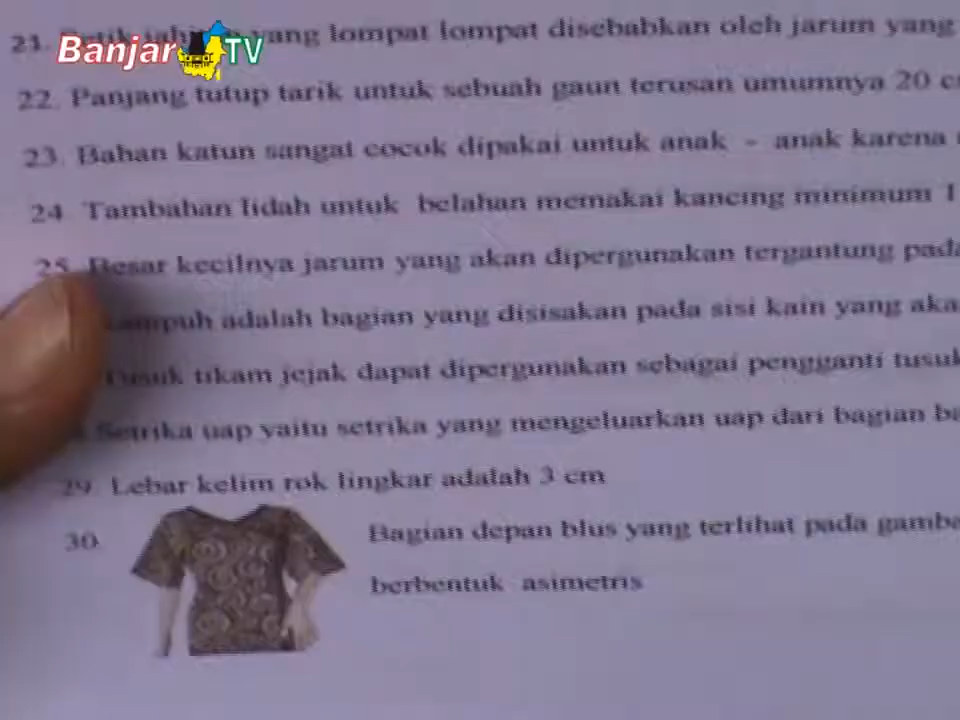 Banjar TV
21. yang lompat lompat disebabkan oleh jarum yang
22. Panjang tutup tarik untuk sebuah gaun terusan umumnya 20
23. Bahan katun sangat cocok dipakai untuk anak - anak karena
24. Tambahan lidah untuk belahan memakai kancing minimum 1
25. Besar kecilnya jarum yang akan dipergunakan tergantung pada
adalah bagian yang disisakan pada sisi kain yang
Tusuk tikam jejak dapat dipergunakan sebagai pengganti tusuk
Setrika uap yaitu setrika yang mengeluarkan uap dari bagian
29. Lebar kelim rok lingkar adalah 3 cm
30. Bagian depan blus yang terlihat pada
berbentuk asimetris